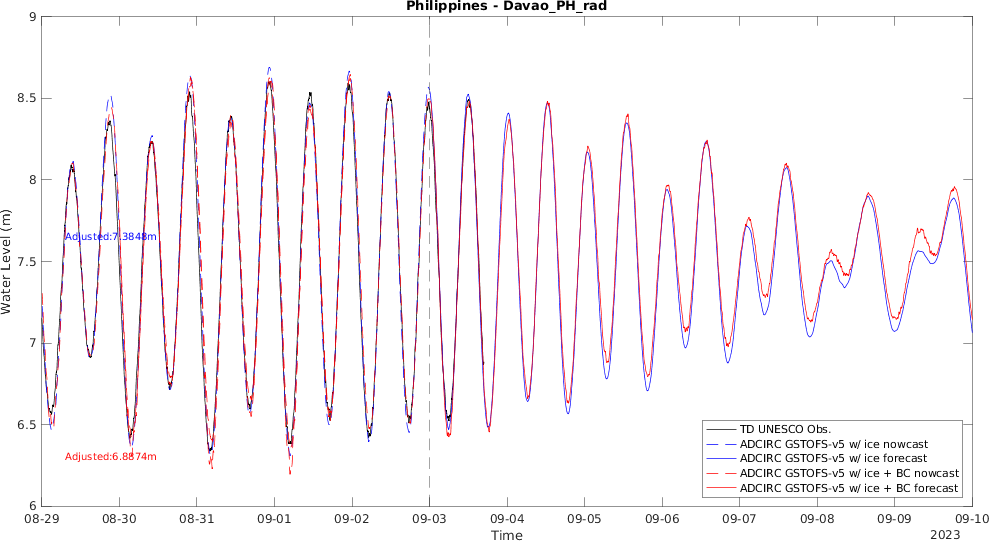 Philippines - Davao_PH_rad
Water Level (m)
9
8.5
8
7.5
7
6.5
6
Adjusted:7.3848m
Adjusted:6.8874m
TD UNESCO Obs.
ADCIRC GSTOFS-v5 w/ ice nowcast
ADCIRC GSTOFS-v5 w/ ice forecast
ADCIRC GSTOFS-v5 w/ ice + BC nowcast
ADCIRC GSTOFS-v5 w/ ice + BC forecast
08-29 08-30 08-31 09-01 09-02 09-03 09-04 09-05 09-06 09-07 09-08 09-09 09-10
Time
2023